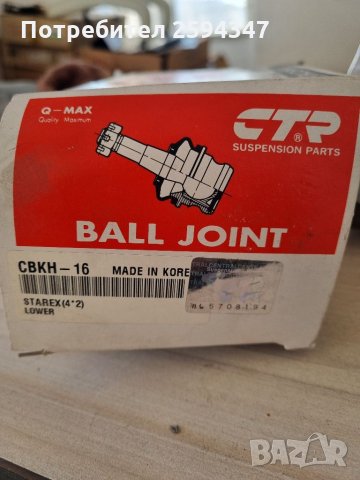 Потребител 2594347
Q-MAX
Quality Maximum
CTR
®
SUSPENSION PARTS
BALL JOINT
CBKH-16
MADE IN KORE
STAREX(4*2)
LOWER
5708194
BAZAR